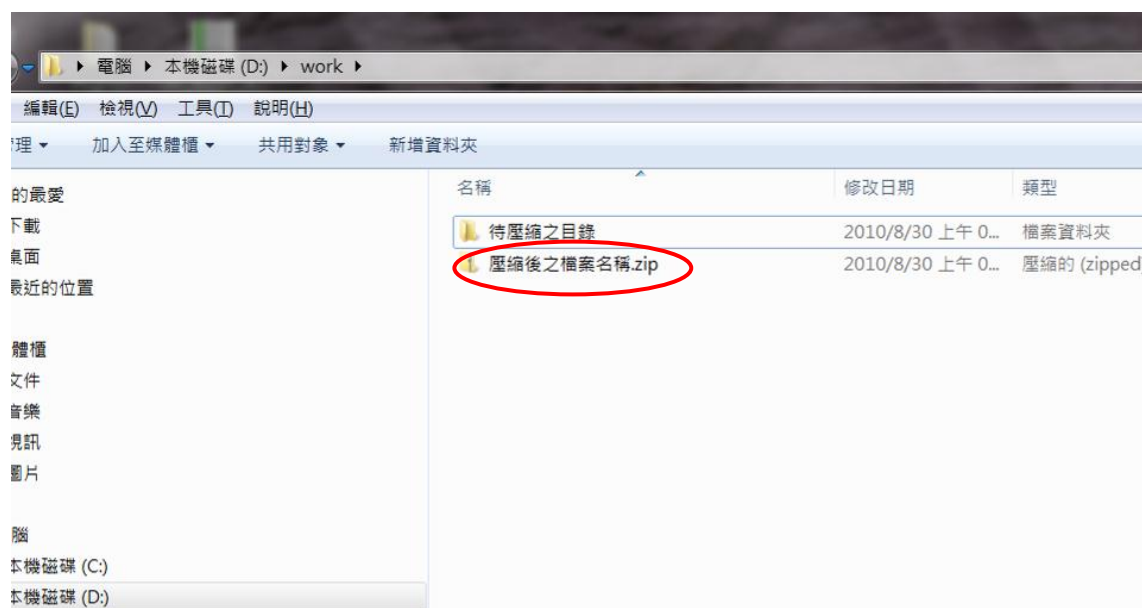 電腦 ▸ 本機磁碟 (D:) ▸ work ▸
編輯(E) 檢視(V) 工具(T) 說明(H)
理 加入至媒體櫃 共用對象 新增資料夾
名稱 修改日期 類型
的最愛
下載
桌面
最近的位置
體櫃
文件
音樂
視訊
圖片
腦
本機磁碟 (C:)
本機磁碟 (D:)
待壓縮之目錄 2010/8/30 上午 0... 檔案資料夾
壓縮後之檔案名稱.zip 2010/8/30 上午 0... 壓縮的 (zipped)